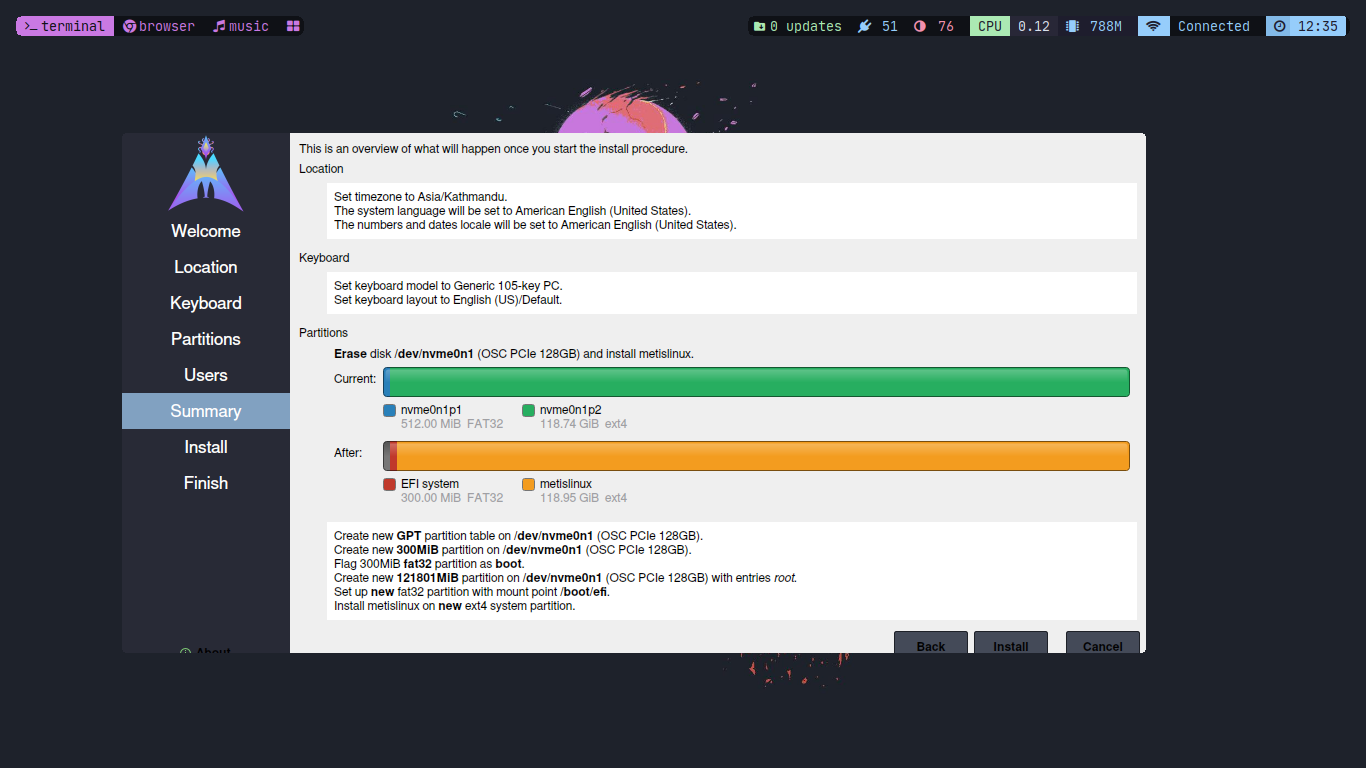 terminal browser music 0 updates 51 76 CPU 0.12 788M Connected 12:35
This is an overview of what will happen once you start the install procedure.
Location
Set timezone to Asia/Kathmandu.
The system language will be set to American English (United States).
The numbers and dates locale will be set to American English (United States).
Keyboard
Set keyboard model to Generic 105-key PC.
Set keyboard layout to English (US)/Default.
Partitions
Erase disk /dev/nvme0n1 (OSC PCIe 128GB) and install metislinux.
Current:
nvme0n1p1 nvme0n1p2
512.00 MiB FAT32 118.74 GiB ext4
After:
EFI system metislinux
300.00 MiB FAT32 118.95 GiB ext4
Create new GPT partition table on /dev/nvme0n1 (OSC PCIe 128GB).
Create new 300MiB partition on /dev/nvme0n1 (OSC PCIe 128GB).
Flag 300MiB fat32 partition as boot.
Create new 121801MiB partition on /dev/nvme0n1 (OSC PCIe 128GB) with entries root.
Set up new fat32 partition with mount point /boot/efi.
Install metislinux on new ext4 system partition.
Back Install Cancel
Welcome
Location
Keyboard
Partitions
Users
Summary
Install
Finish
About